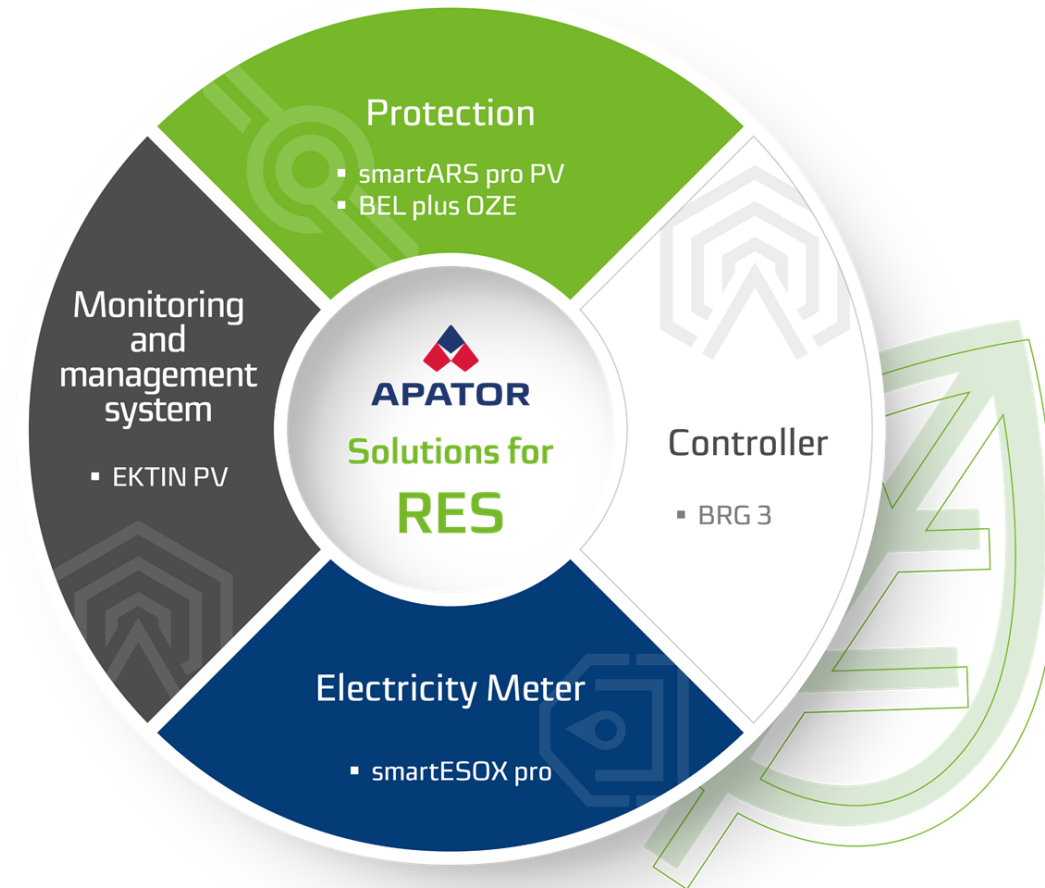 Protection
▪ smartARS pro PV
▪ BEL plus OZE
Monitoring
and
management
system
▪ EKTIN PV
APATOR
Solutions for
RES
Controller
▪ BRG 3
Electricity Meter
▪ smartESOX pro